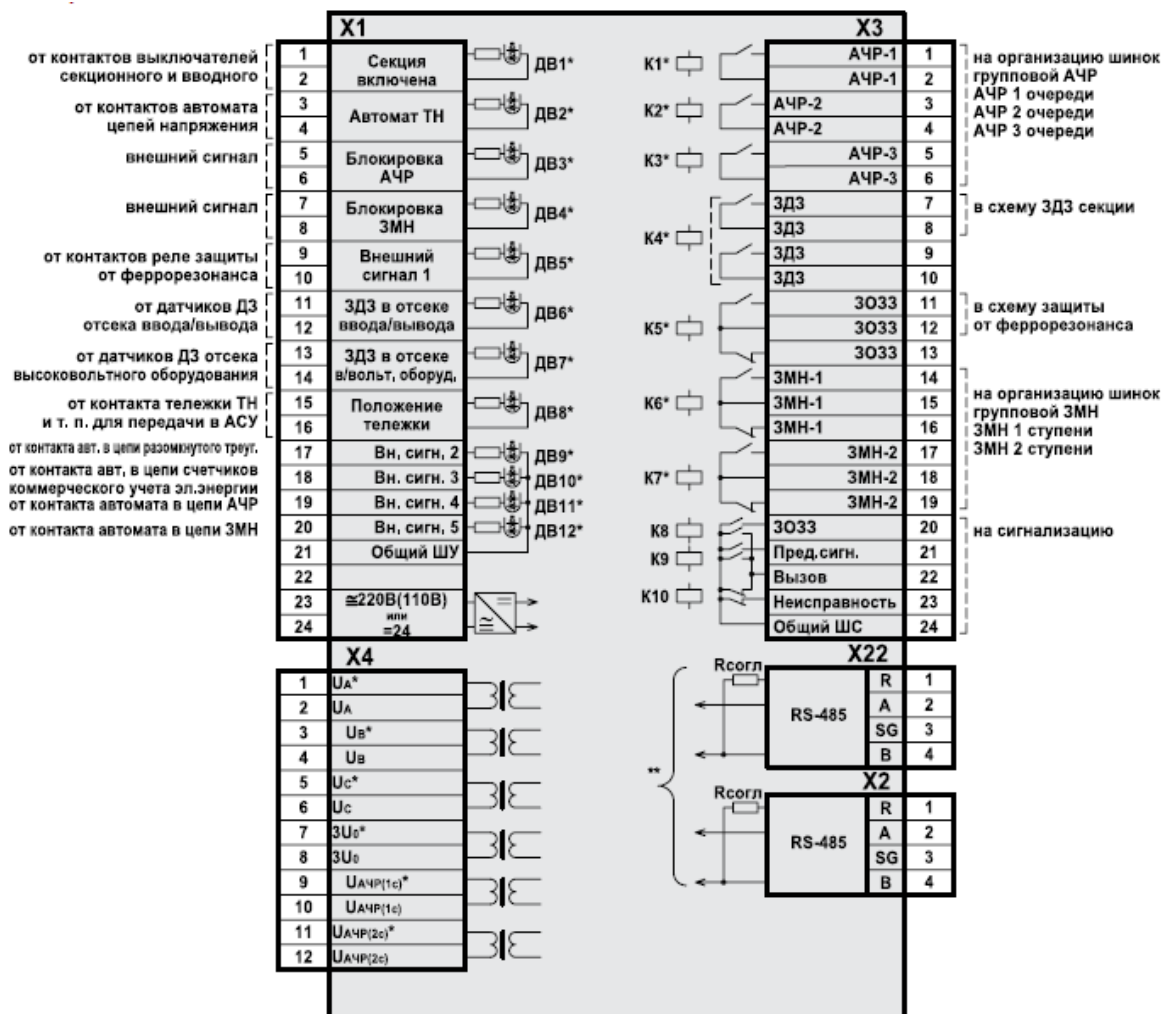 X1
от контактов выключателей
секционного и вводного
1
2
Секция
включена
ДВ1*
от контактов автомата
цепей напряжения
3
4
Автомат ТН
ДВ2*
внешний сигнал
5
6
Блокировка
АЧР
ДВ3*
внешний сигнал
7
8
Блокировка
ЗМН
ДВ4*
от контактов реле защиты
от феррорезонанса
9
10
Внешний
сигнал 1
ДВ5*
от датчиков ДЗ
отсека ввода/вывода
11
12
ЗДЗ в отсеке
ввода/вывода
ДВ6*
от датчиков ДЗ отсека
высоковольтного оборудования
13
14
ЗДЗ в отсеке
в/вольт, оборуд.
ДВ7*
от контакта тележки ТН
и т. п. для передачи в АСУ
15
16
Положение
тележки
ДВ8*
от контакта авт. в цепи разомкнутого треуг.
17
Вн, сигн, 2
ДВ9*
от контакта авт, в цепи счетчиков
коммерческого учета эл.энергии
18
Вн. сигн. 3
ДВ10*
от контакта автомата в цепи АЧР
19
Вн. сигн. 4
ДВ11*
от контакта автомата в цепи ЗМН
20
Вн, сигн, 5
ДВ12*
21
Общий ШУ
22
23
≅220В(110В)
или
24
=24
X3
K1*
АЧР-1 1
АЧР-1 2
K2*
АЧР-2 3
АЧР-2 4
K3*
АЧР-3 5
АЧР-3 6
на организацию шинок
групповой АЧР
АЧР 1 очереди
АЧР 2 очереди
АЧР 3 очереди
K4*
ЗДЗ 7
ЗДЗ 8
ЗДЗ 9
ЗДЗ 10
в схему ЗДЗ секции
K5*
ЗОЗЗ 11
ЗОЗЗ 12
ЗОЗЗ 13
в схему защиты
от феррорезонанса
K6*
ЗМН-1 14
ЗМН-1 15
ЗМН-1 16
K7*
ЗМН-2 17
ЗМН-2 18
ЗМН-2 19
на организацию шинок
групповой ЗМН
ЗМН 1 ступени
ЗМН 2 ступени
K8
K9
K10
ЗОЗЗ 20
Пред.сигн. 21
Вызов 22
Неисправность 23
Общий ШС 24
на сигнализацию
X4
1 UA*
2 UA
3 UB*
4 UB
5 UC*
6 UC
7 3U0*
8 3U0
9 UАЧР(1с)*
10 UАЧР(1с)
11 UАЧР(2с)*
12 UАЧР(2с)
**
X22
Rсогл
RS-485
R 1
A 2
SG 3
B 4
X2
Rсогл
RS-485
R 1
A 2
SG 3
B 4